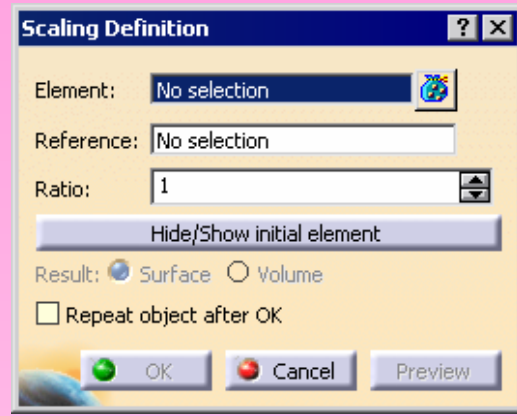 Scaling Definition
Element: No selection
Reference: No selection
Ratio: 1
Hide/Show initial element
Result: Surface Volume
Repeat object after OK
OK Cancel Preview